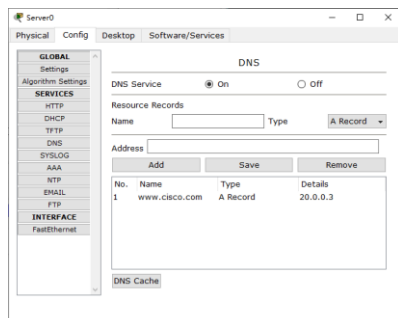 Server0
Physical Config Desktop Software/Services
GLOBAL
Settings
Algorithm Settings
SERVICES
HTTP
DHCP
TFTP
DNS
SYSLOG
AAA
NTP
EMAIL
FTP
INTERFACE
FastEthernet
DNS
DNS Service On Off
Resource Records
Name Type A Record
Address
Add Save Remove
No. Name Type Details
1 www.cisco.com A Record 20.0.0.3
DNS Cache